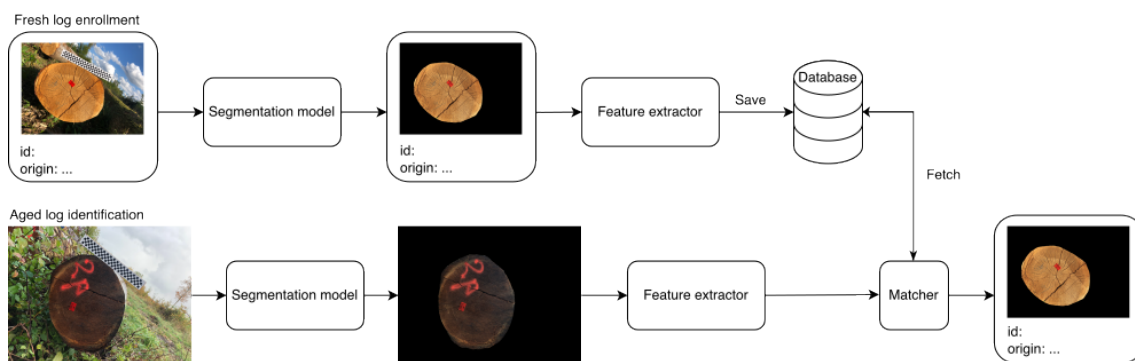 Fresh log enrollment
id:
origin: ...
Segmentation model
id:
origin: ...
Feature extractor
Save
Database
Fetch
Aged log identification
Segmentation model
Feature extractor
Matcher
id:
origin: ...